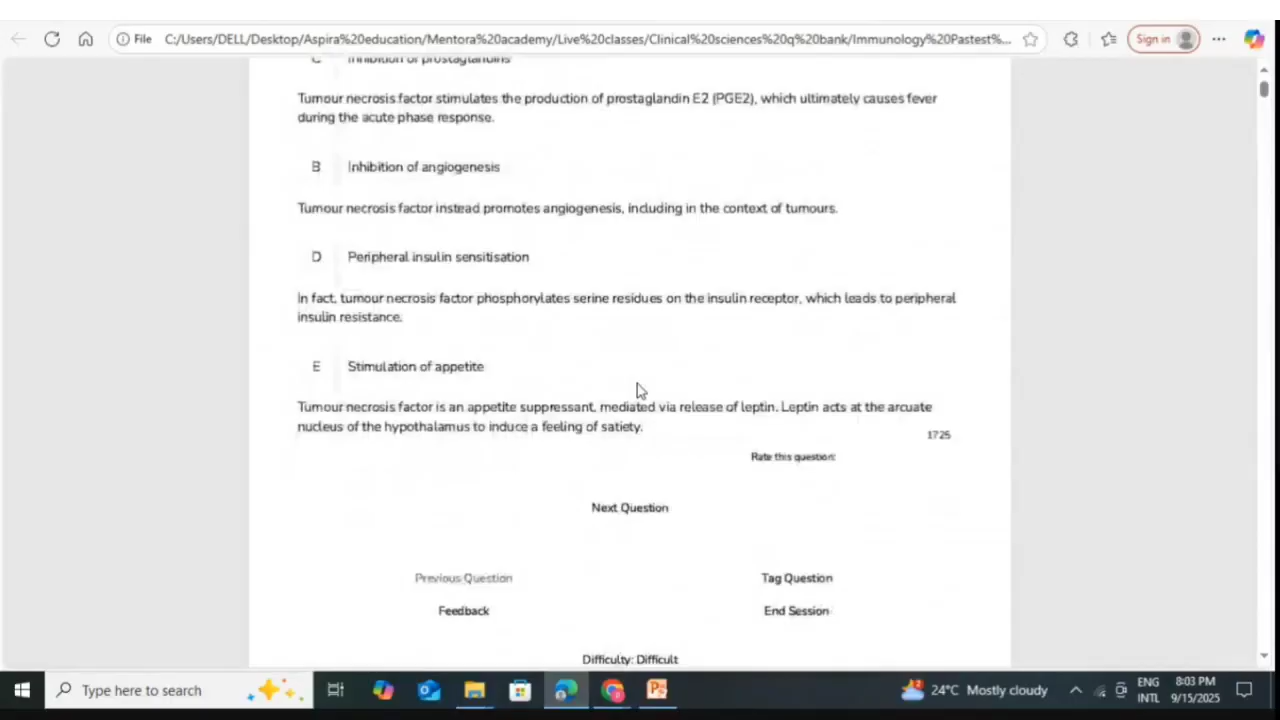 File C:/Users/DELL/Desktop/Aspira%20education/Mentora%20academy/Live%20classes/Clinical%20sciences%20q%20bank/Immunology%20Pastest%...
Sign in
C Inhibition of prostaglandins
Tumour necrosis factor stimulates the production of prostaglandin E2 (PGE2), which ultimately causes fever
during the acute phase response.
B Inhibition of angiogenesis
Tumour necrosis factor instead promotes angiogenesis, including in the context of tumours.
D Peripheral insulin sensitisation
In fact, tumour necrosis factor phosphorylates serine residues on the insulin receptor, which leads to peripheral
insulin resistance.
E Stimulation of appetite
Tumour necrosis factor is an appetite suppressant, mediated via release of leptin. Leptin acts at the arcuate
nucleus of the hypothalamus to induce a feeling of satiety.
1725
Rate this question:
Next Question
Previous Question Tag Question
Feedback End Session
Difficulty: Difficult
Type here to search
24°C Mostly cloudy
ENG 8:03 PM
INTL 9/15/2025